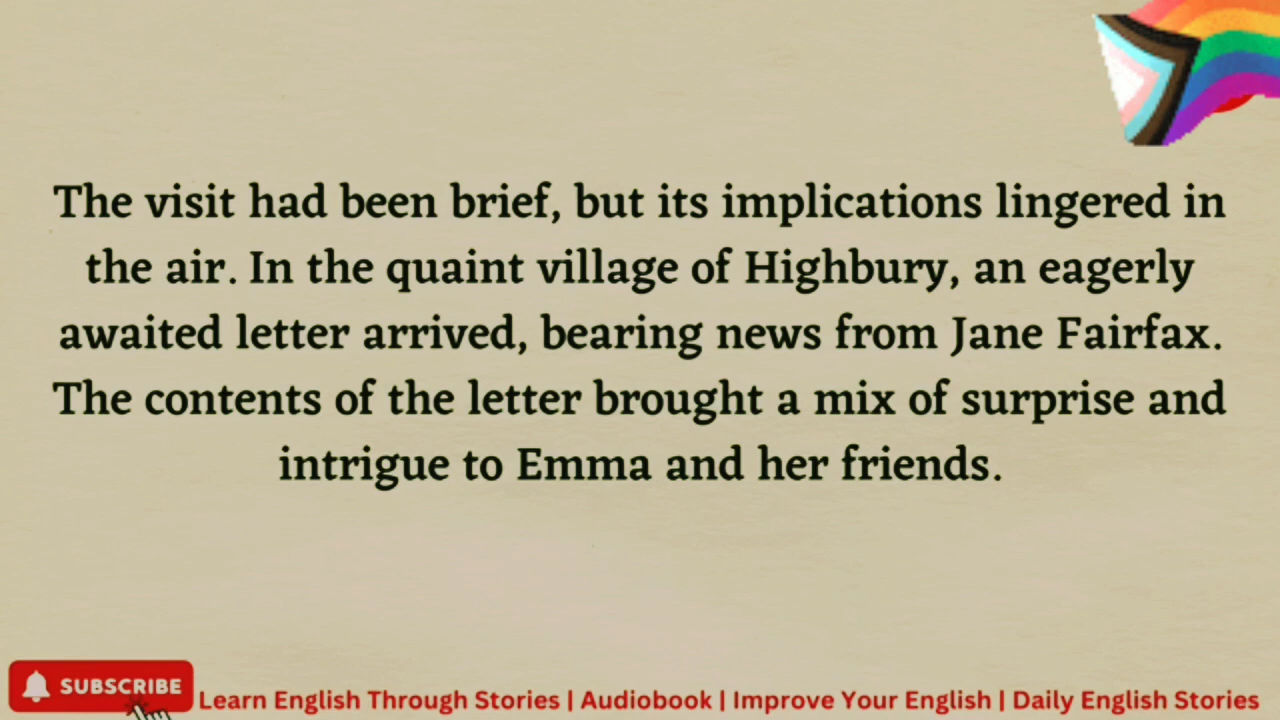 The visit had been brief, but its implications lingered in
the air. In the quaint village of Highbury, an eagerly
awaited letter arrived, bearing news from Jane Fairfax.
The contents of the letter brought a mix of surprise and
intrigue to Emma and her friends.
SUBSCRIBE
Learn English Through Stories | Audiobook | Improve Your English | Daily English Stories